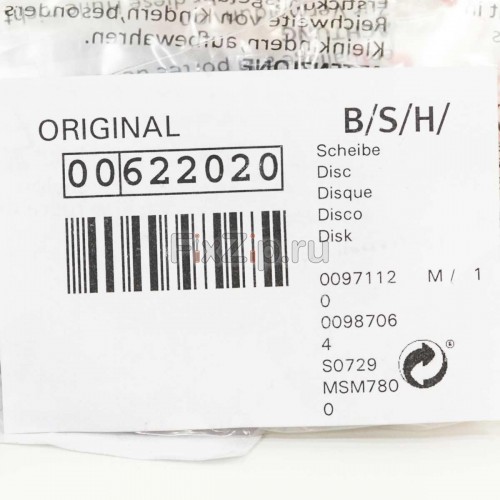 Reichweite von Kindern, besonders
Kleinkindern, aufbewahren.
ORIGINAL
B/S/H/
00622020
Scheibe
Disc
Disque
Disco
Disk
FixZip.ru
0097112 M / 1
0
0098706
4
S0729
MSM780
0